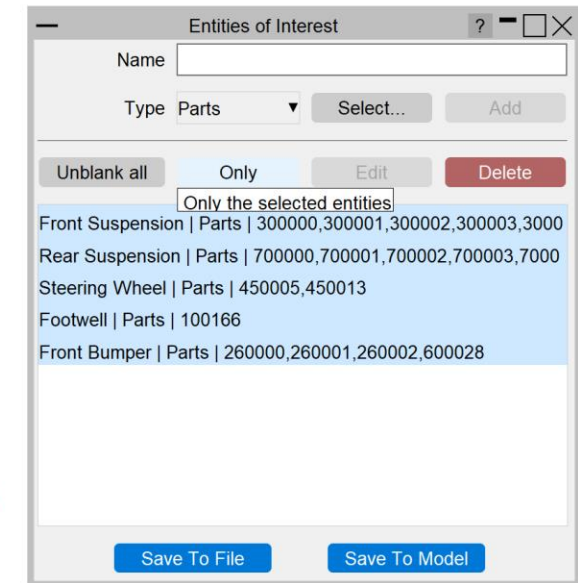 Entities of Interest ?
Name
Type Parts Select... Add
Unblank all Only Edit Delete
Only the selected entities
Front Suspension | Parts | 300000,300001,300002,300003,3000
Rear Suspension | Parts | 700000,700001,700002,700003,7000
Steering Wheel | Parts | 450005,450013
Footwell | Parts | 100166
Front Bumper | Parts | 260000,260001,260002,600028
Save To File Save To Model